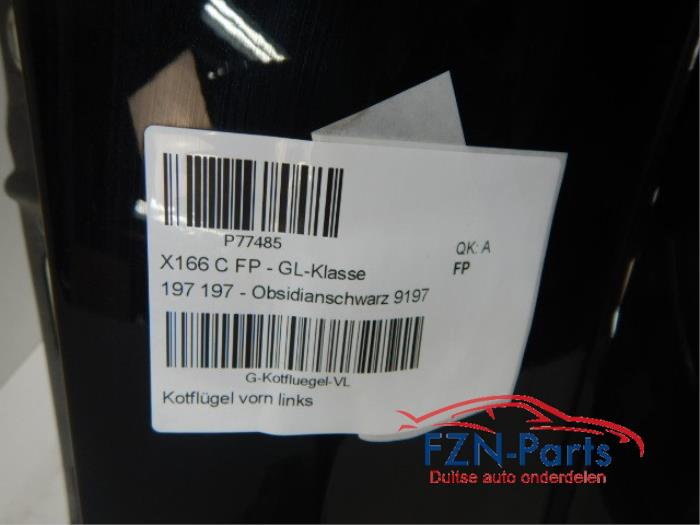 P77485
QK: A
X166 C FP - GL-Klasse
FP
197 197 - Obsidianschwarz 9197
G-Kotfluegel-VL
Kotflügel vorn links
FZN-Parts
Duitse auto onderdelen